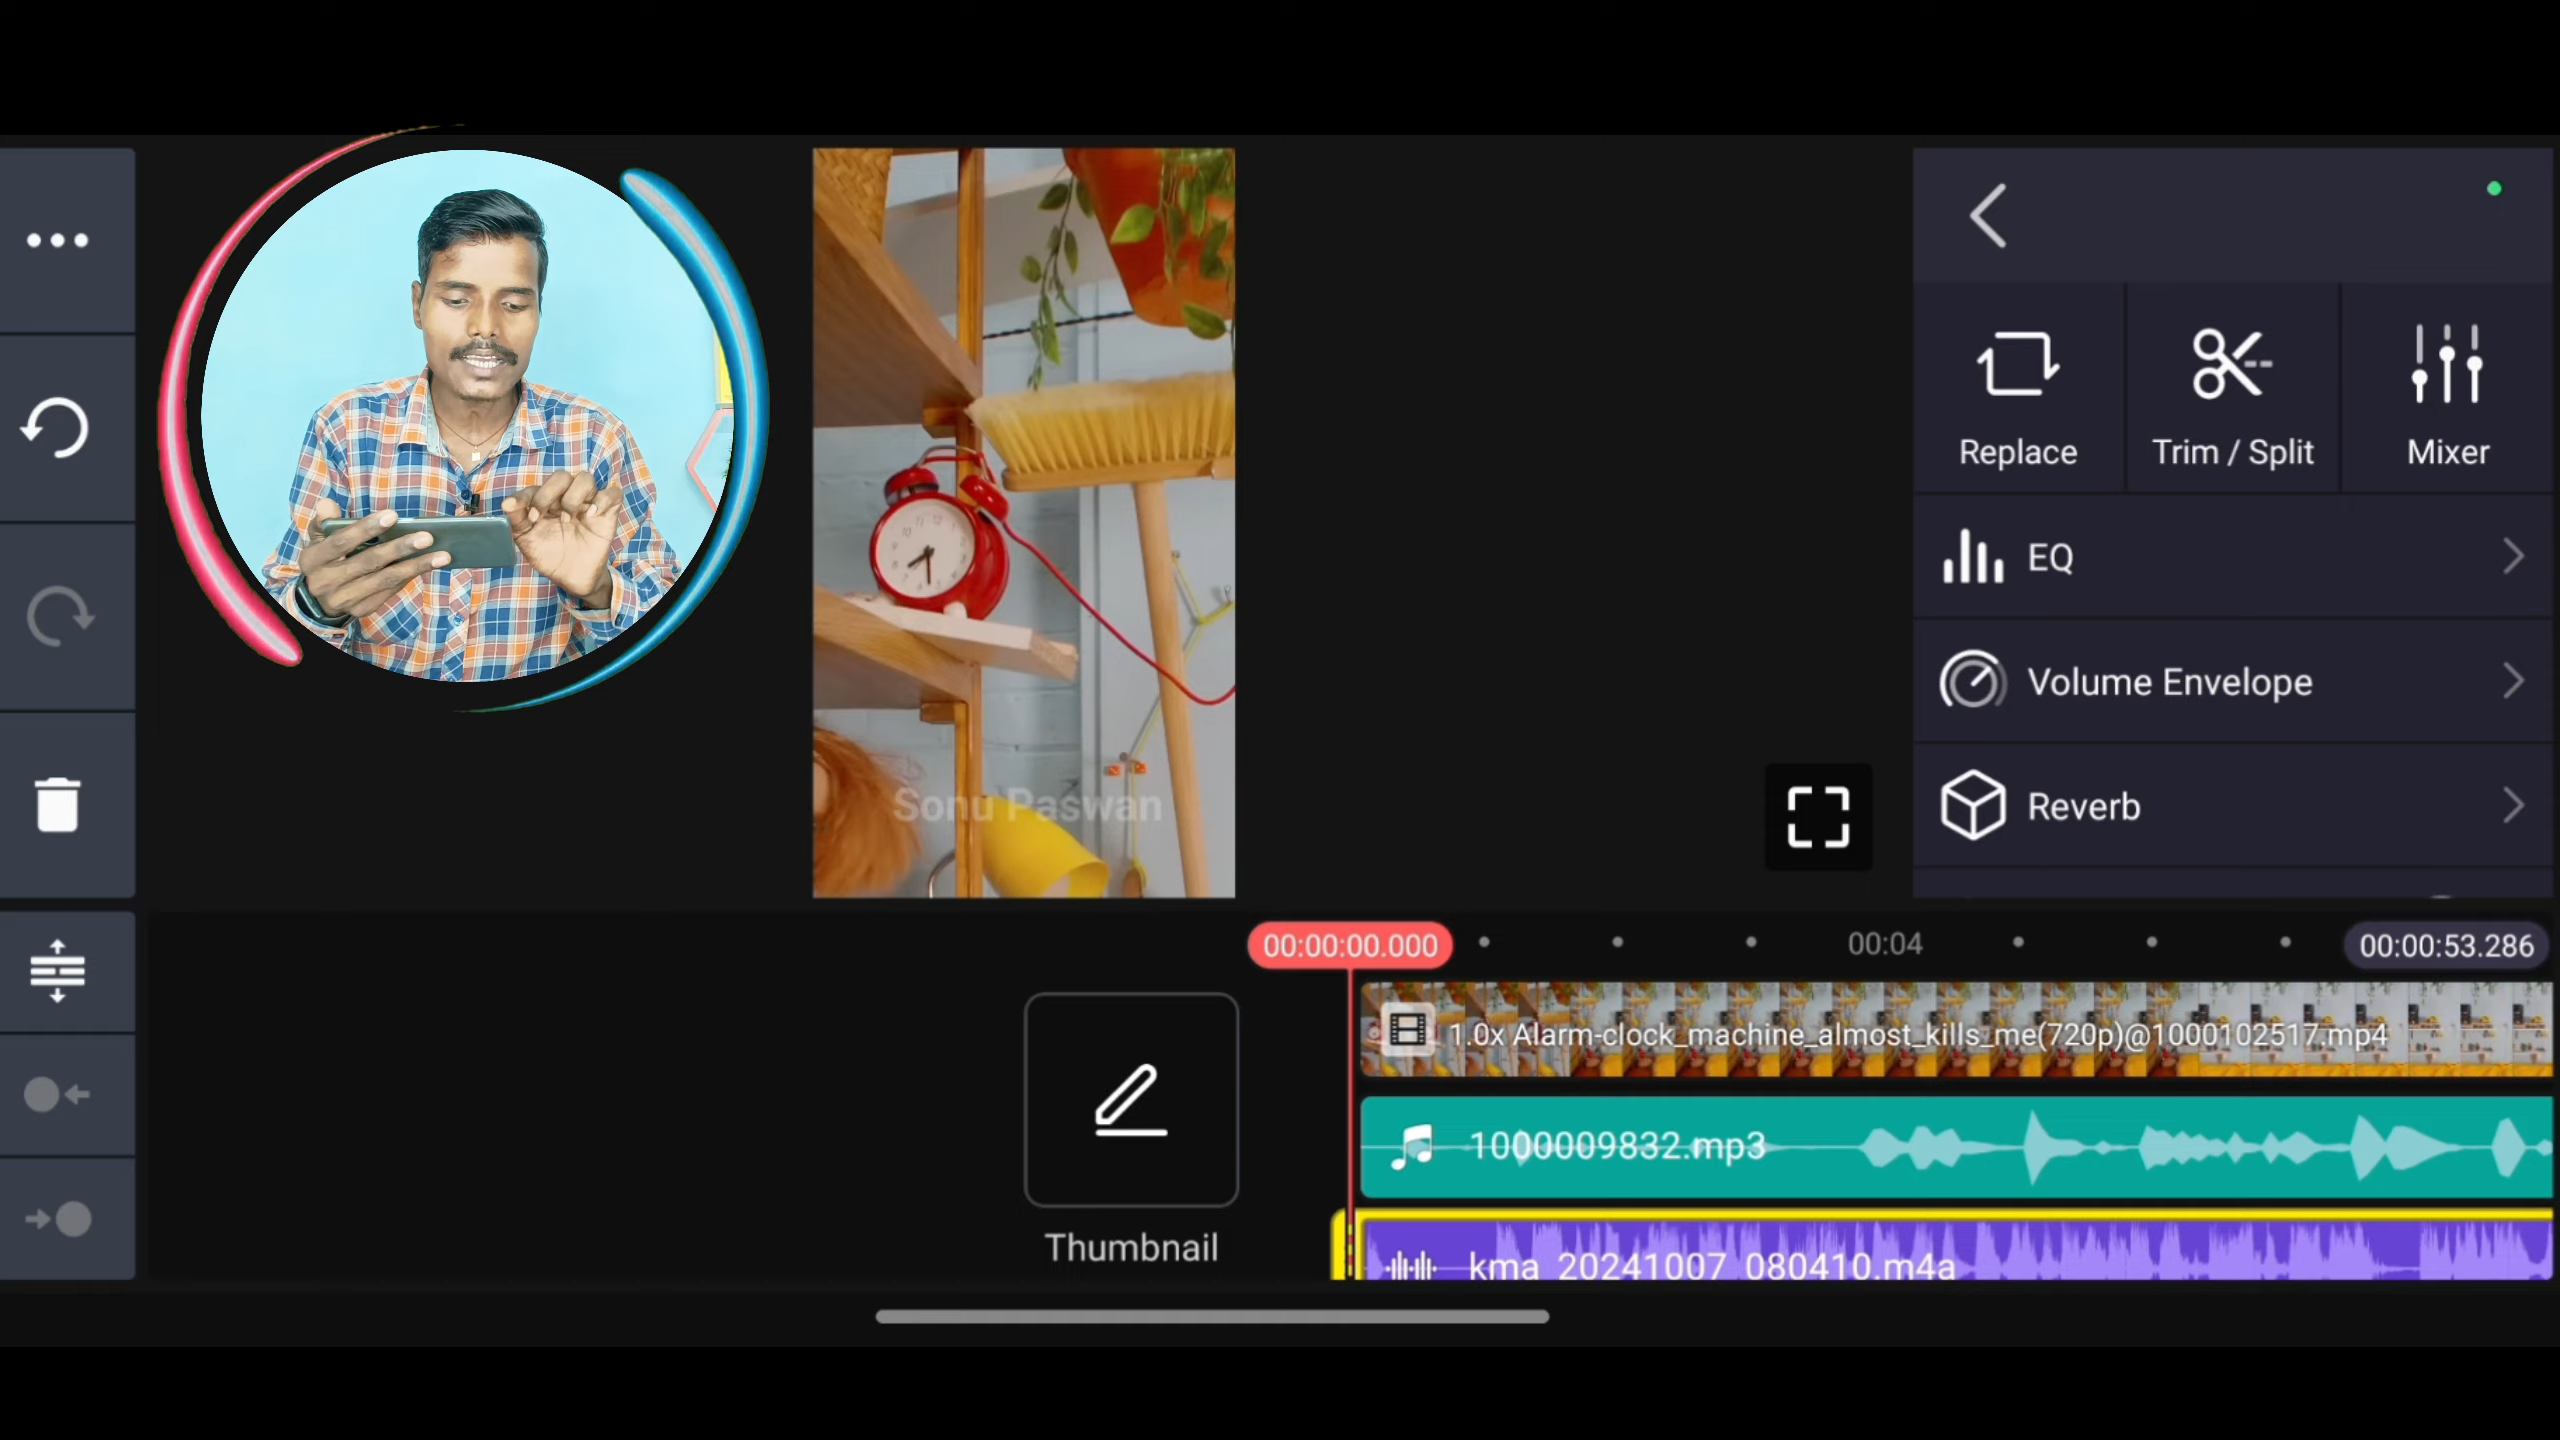 Replace
Trim / Split
Mixer
EQ
Volume Envelope
Reverb
Sonu Paswan
00:00:00.000
00:04
00:00:53.286
1.0x Alarm-clock_machine_almost_kills_me(720p)@1000102517.mp4
1000009832.mp3
kma_20241007_080410.m4a
Thumbnail